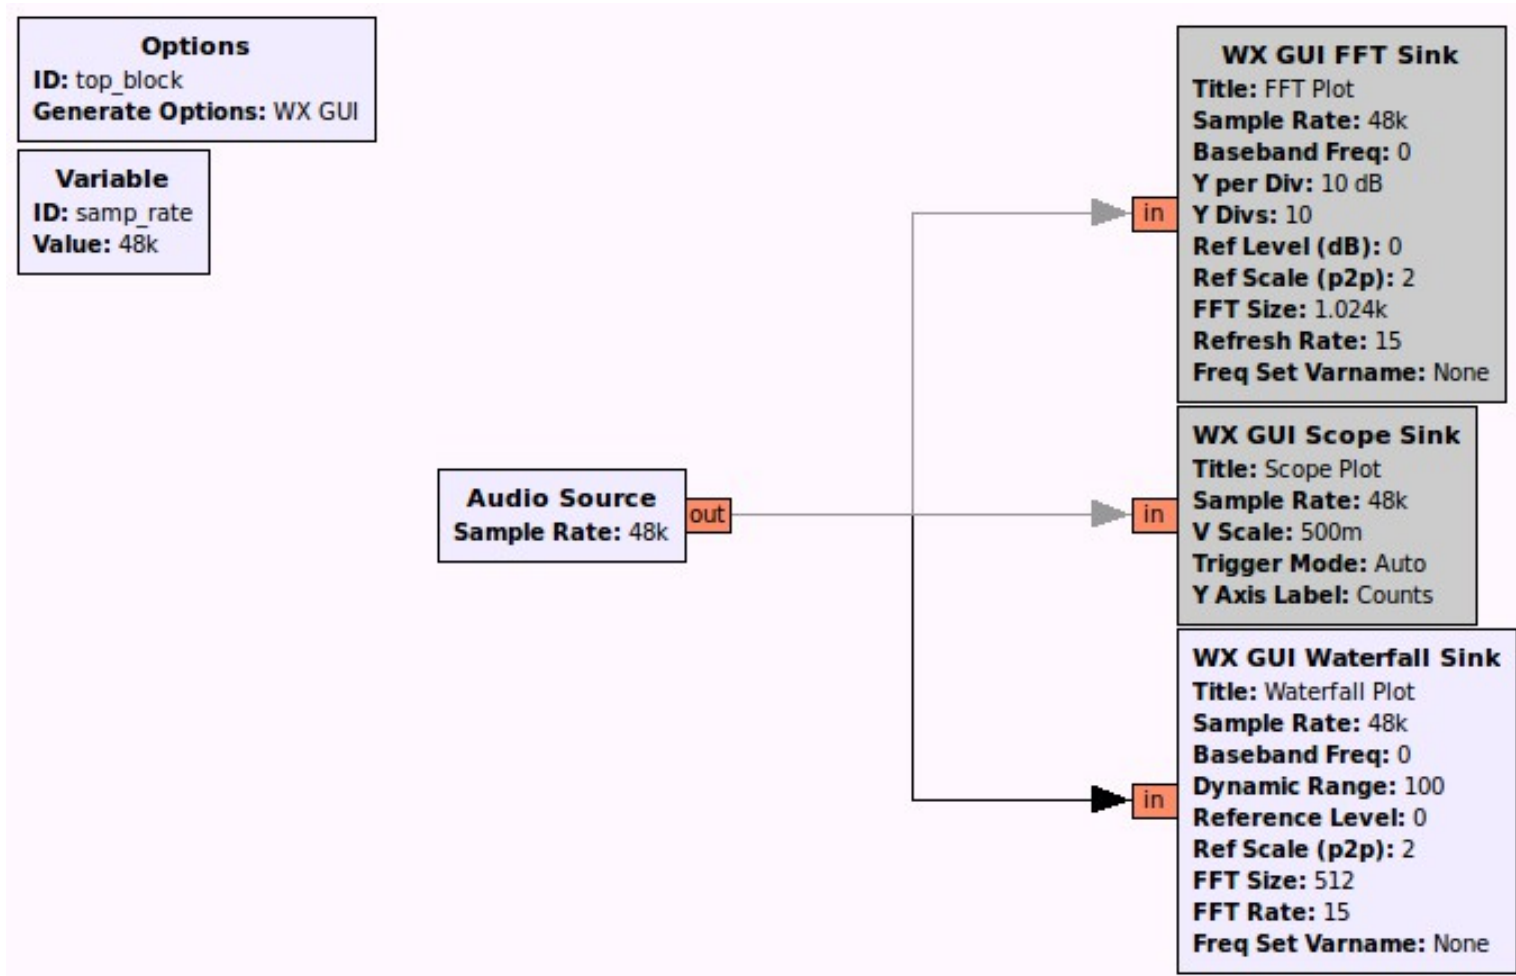 Options
ID: top_block
Generate Options: WX GUI
Variable
ID: samp_rate
Value: 48k
Audio Source
Sample Rate: 48k
out
in
WX GUI FFT Sink
Title: FFT Plot
Sample Rate: 48k
Baseband Freq: 0
Y per Div: 10 dB
Y Divs: 10
Ref Level (dB): 0
Ref Scale (p2p): 2
FFT Size: 1.024k
Refresh Rate: 15
Freq Set Varname: None
in
WX GUI Scope Sink
Title: Scope Plot
Sample Rate: 48k
V Scale: 500m
Trigger Mode: Auto
Y Axis Label: Counts
in
WX GUI Waterfall Sink
Title: Waterfall Plot
Sample Rate: 48k
Baseband Freq: 0
Dynamic Range: 100
Reference Level: 0
Ref Scale (p2p): 2
FFT Size: 512
FFT Rate: 15
Freq Set Varname: None